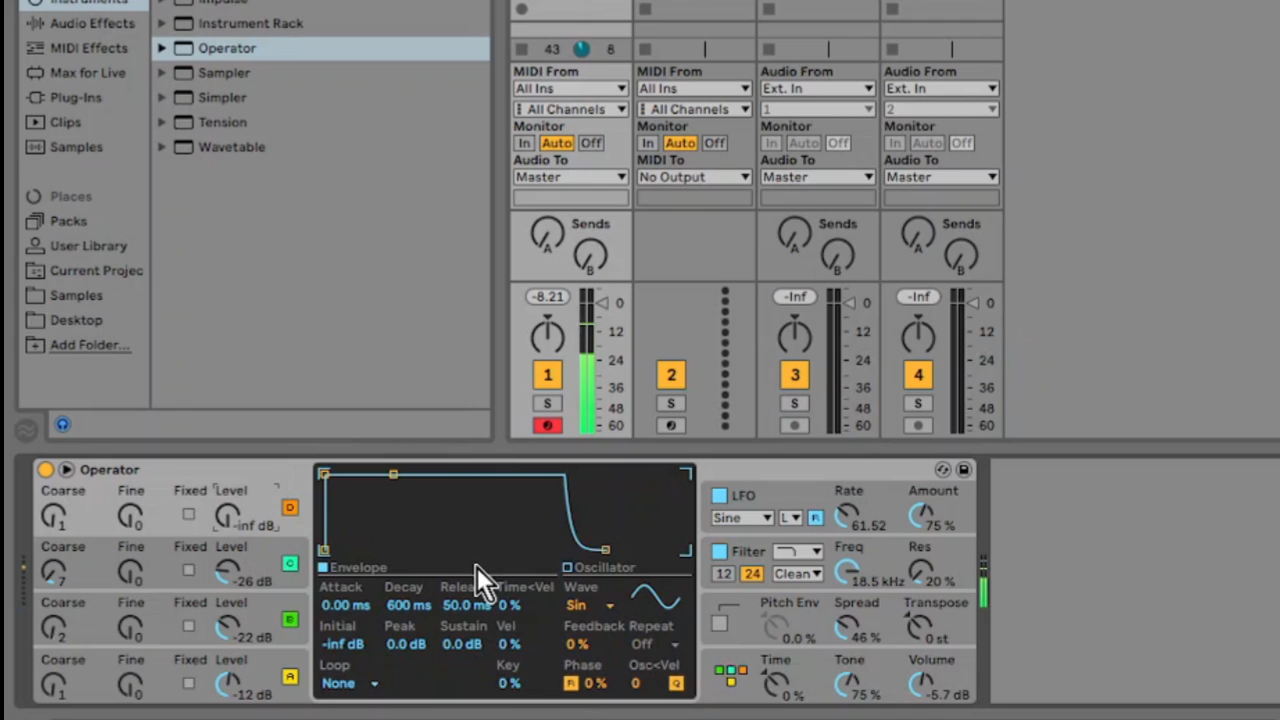 Instruments
Impulse
Audio Effects
Instrument Rack
MIDI Effects
Operator
Max for Live
Sampler
Plug-Ins
Simpler
Clips
Tension
Samples
Wavetable
Places
Packs
User Library
Current Projec
Samples
Desktop
Add Folder...
43 8
MIDI From MIDI From Audio From Audio From
All Ins All Ins Ext. In Ext. In
All Channels All Channels 1 2
Monitor Monitor Monitor Monitor
In Auto Off In Auto Off In Auto Off In Auto Off
Audio To MIDI To Audio To Audio To
Master No Output Master Master
Sends Sends Sends
A A A
B B B
-8.21 -Inf -Inf
0 0 0
12 12 12
24 24 24
1 2 3 4
36 36 36
S S S S
48 48 48
60 60 60
Operator
Coarse Fine Fixed Level
1 0 -inf dB D
Coarse Fine Fixed Level
7 0 -26 dB C
Coarse Fine Fixed Level
2 0 -22 dB B
Coarse Fine Fixed Level
1 0 -12 dB A
Envelope Oscillator
Attack Decay Releas Time<Vel Wave
0.00 ms 600 ms 50.0 ms 0 % Sin
Initial Peak Sustain Vel Feedback Repeat
-inf dB 0.0 dB 0.0 dB 0 % 0 % Off
Loop Key Phase Osc<Vel
None 0 % R 0 % 0 Q
LFO Rate Amount
Sine L R 61.52 75 %
Filter Freq Res
12 24 Clean 18.5 kHz 20 %
Pitch Env Spread Transpose
0.0 % 46 % 0 st
Time Tone Volume
0 % 75 % -5.7 dB